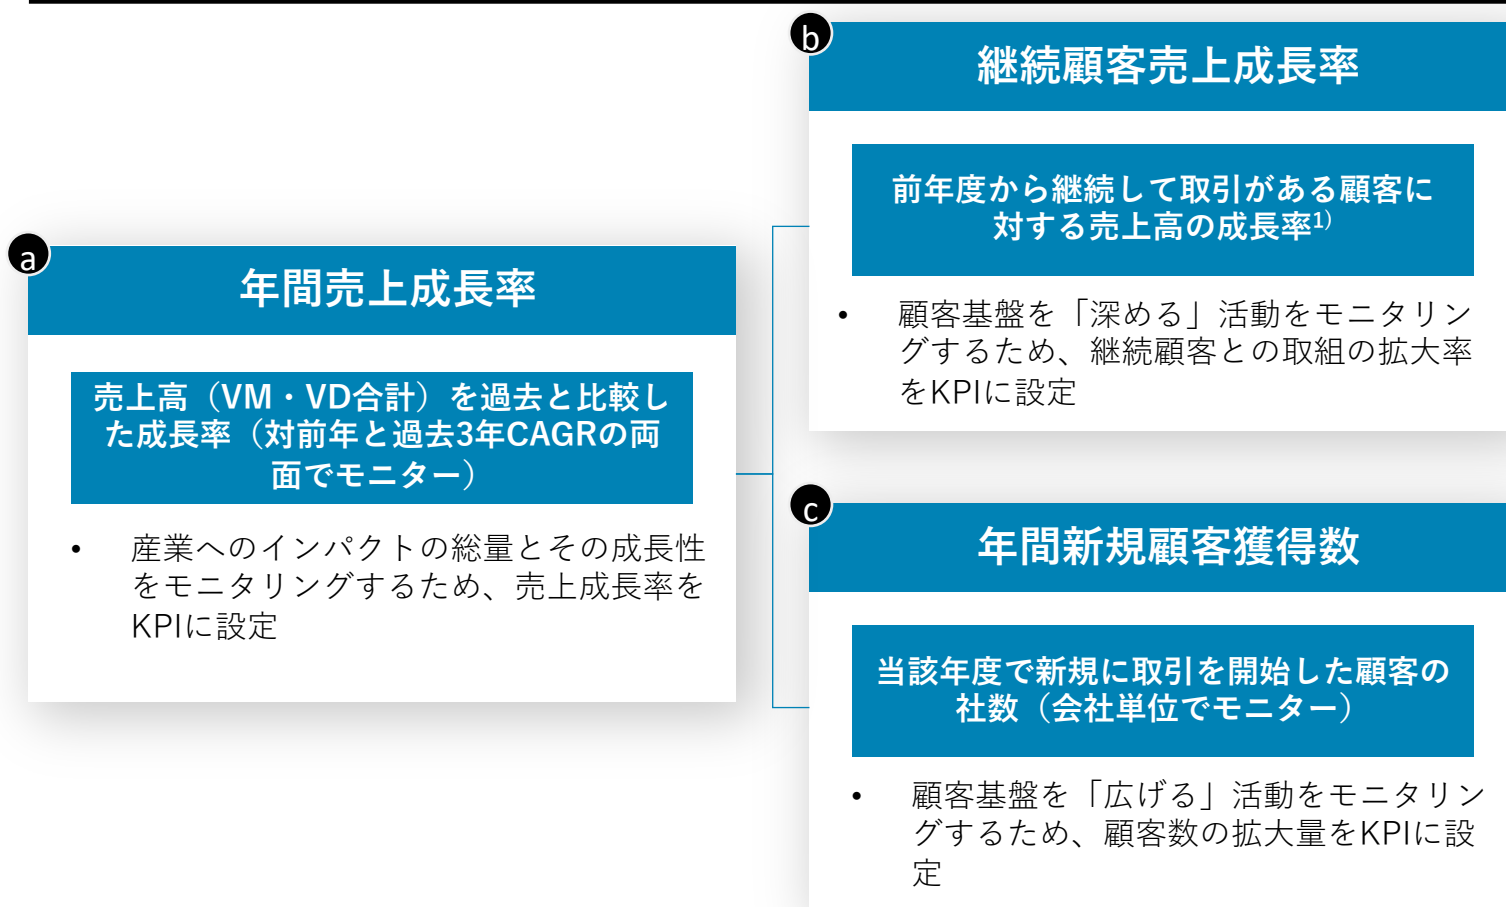 a
年間売上成長率
売上高（VM・VD合計）を過去と比較し
た成長率（対前年と過去3年CAGRの両
面でモニター）
• 産業へのインパクトの総量とその成長性
をモニタリングするため、売上成長率を
KPIに設定
b
継続顧客売上成長率
前年度から継続して取引がある顧客に
対する売上高の成長率1)
• 顧客基盤を「深める」活動をモニタリン
グするため、継続顧客との取組の拡大率
をKPIに設定
c
年間新規顧客獲得数
当該年度で新規に取引を開始した顧客の
社数（会社単位でモニター）
• 顧客基盤を「広げる」活動をモニタリン
グするため、顧客数の拡大量をKPIに設
定